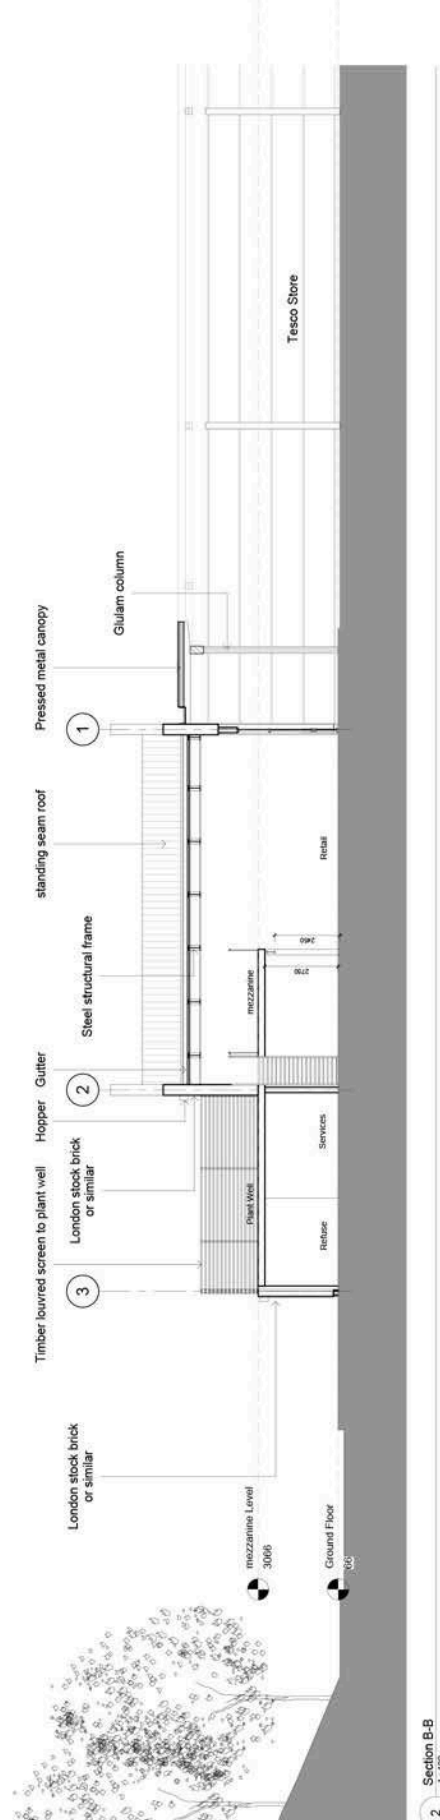 Timber louvred screen to plant well
Hopper
Gutter
standing seam roof
Pressed metal canopy
London stock brick
or similar
Steel structural frame
Glulam column
3
2
1
London stock brick
or similar
mezzanine Level
3066
Ground Floor
66
Plant Well
mezzanine
Refuse
Services
Retail
2750
2450
Tesco Store
2
Section B-B